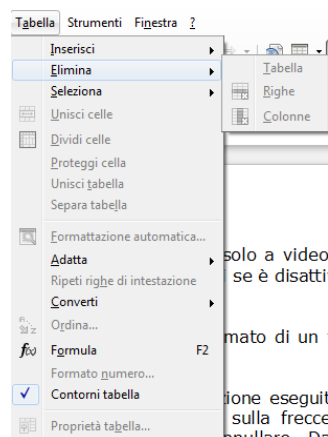 Tabella Strumenti Finestra ?
Inserisci
Elimina
Tabella
Seleziona
Righe
Unisci celle
Colonne
Dividi celle
Proteggi cella
Unisci tabella
Separa tabella
Formattazione automatica...
solo a video
Adatta
se è disatti
Ripeti righe di intestazione
Converti
Ordina...
mato di un
Formula F2
Formato numero...
Contorni tabella
zione eseguit
sulla frecce
Proprietà tabella...